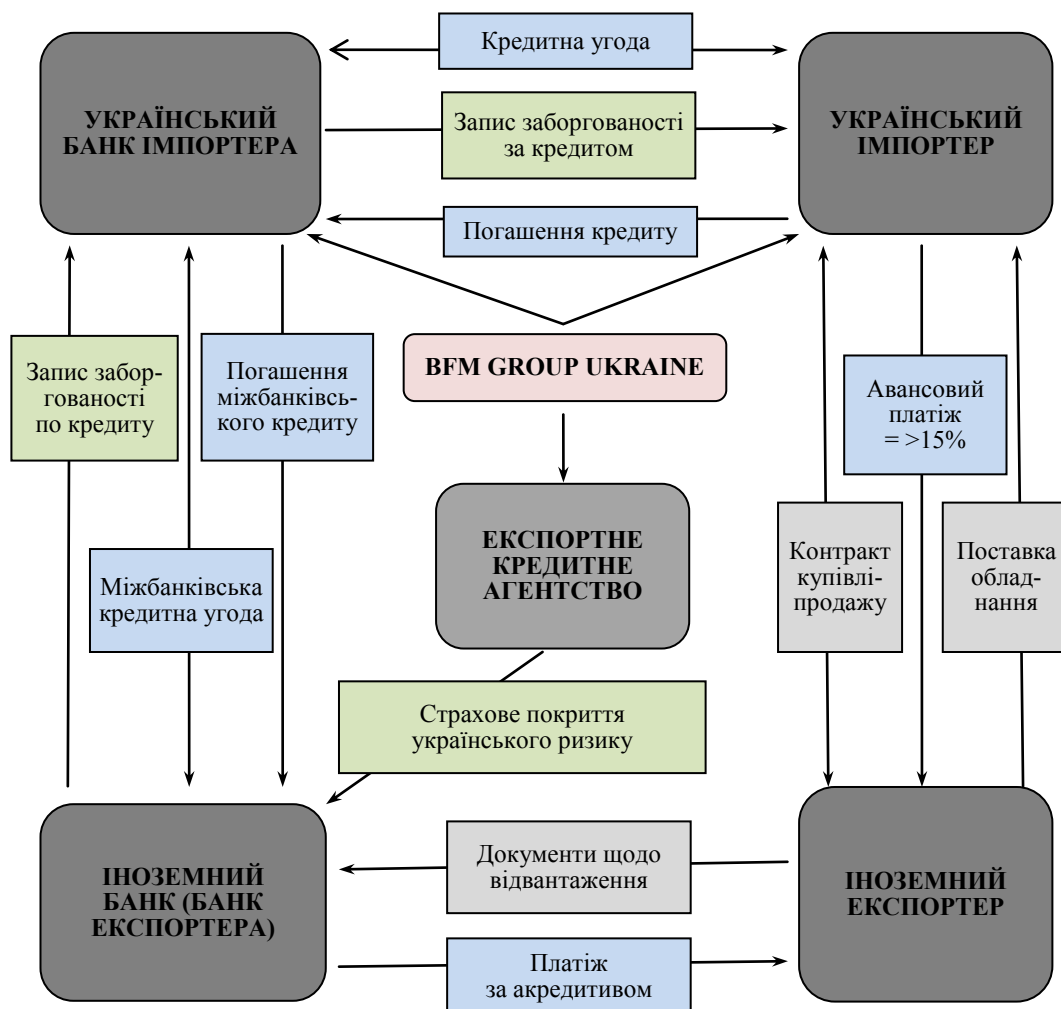 Кредитна угода
УКРАЇНСЬКИЙ
БАНК ІМПОРТЕРА
Запис заборгованості
за кредитом
УКРАЇНСЬКИЙ
ІМПОРТЕР
Погашення кредиту
Запис забор-
гованості
по кредиту
Погашення
міжбанківсь-
кого кредиту
BFM GROUP UKRAINE
Авансовий
платіж
= >15%
Міжбанківська
кредитна угода
ЕКСПОРТНЕ
КРЕДИТНЕ
АГЕНТСТВО
Контракт
купівлі-
продажу
Поставка
облад-
нання
Страхове покриття
українського ризику
ІНОЗЕМНИЙ
БАНК (БАНК
ЕКСПОРТЕРА)
Документи щодо
відвантаження
ІНОЗЕМНИЙ
ЕКСПОРТЕР
Платіж
за акредитивом